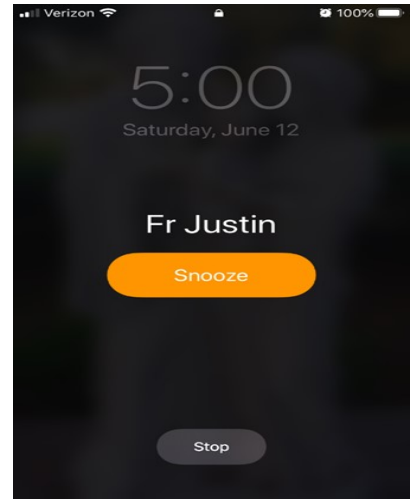 Verizon 100%
5:00
Saturday, June 12
Fr Justin
Snooze
Stop